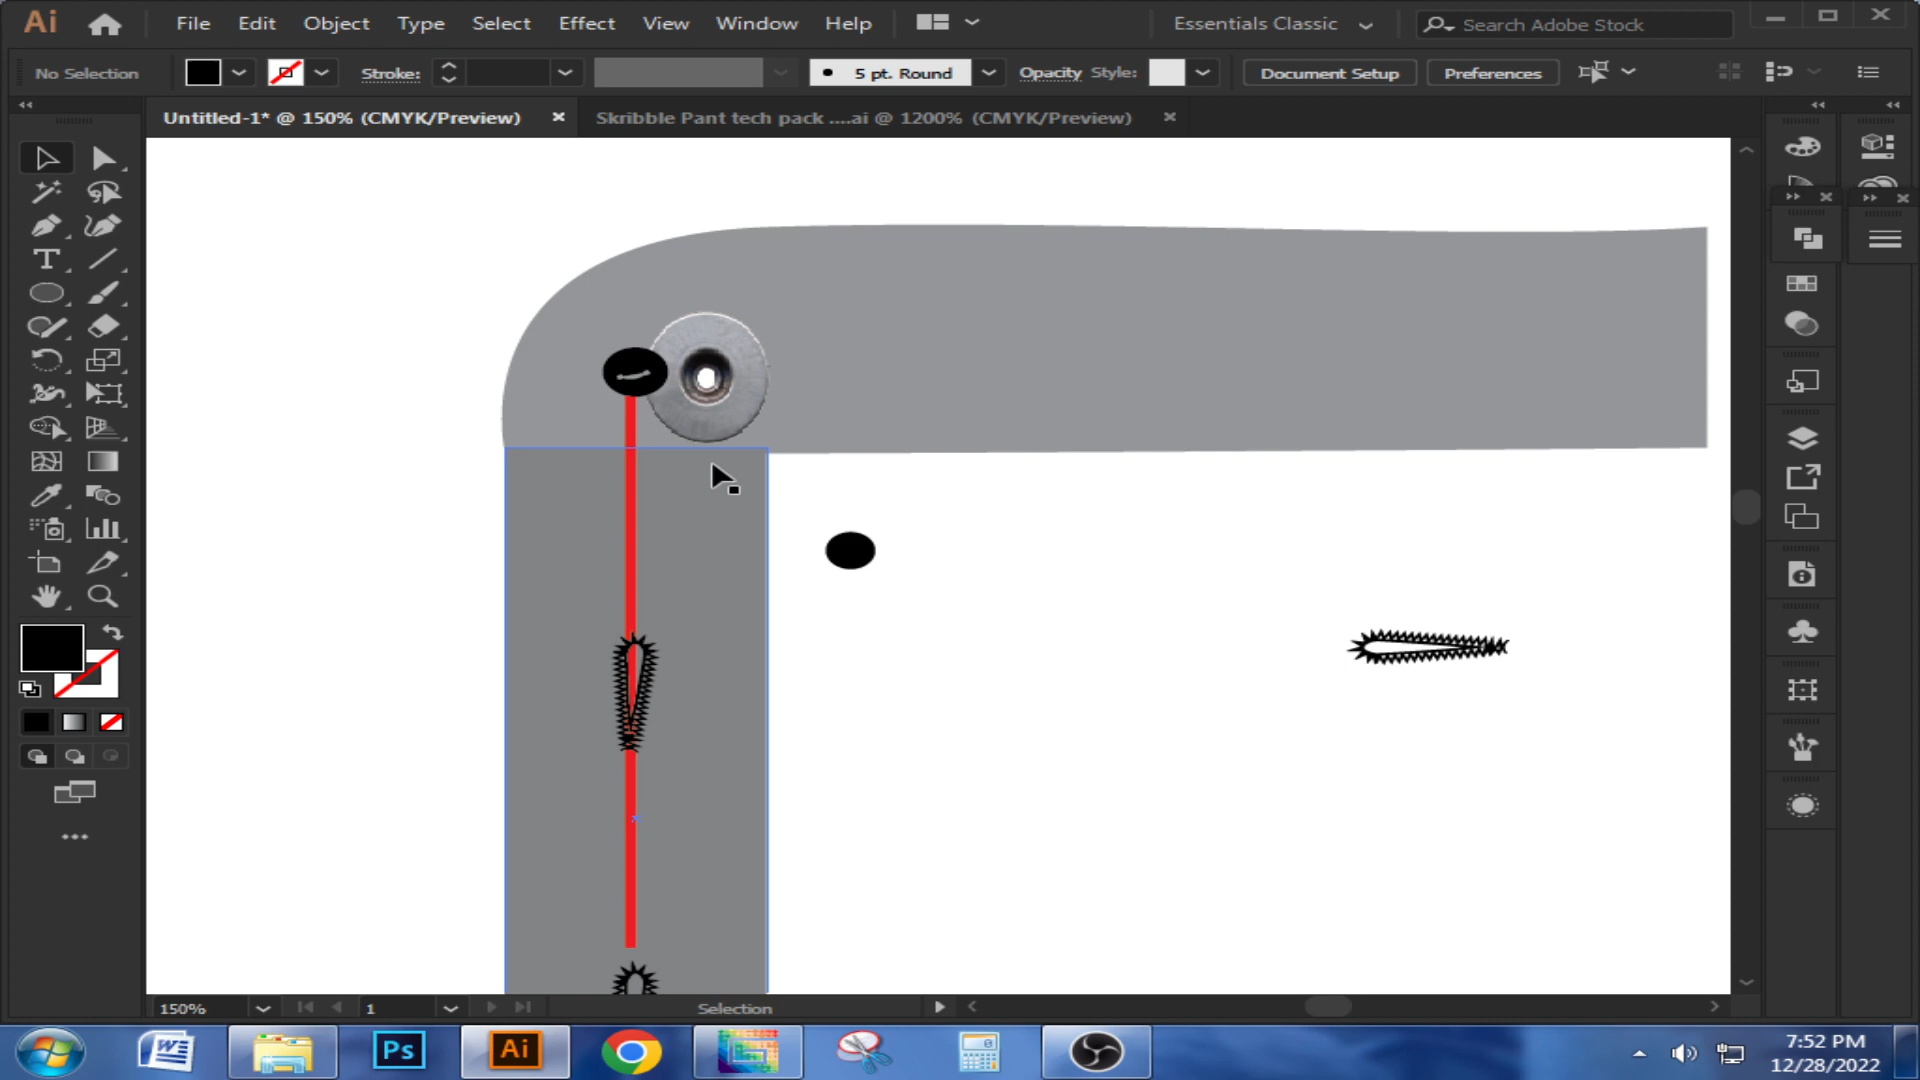 Ai File Edit Object Type Select Effect View Window Help Essentials Classic Search Adobe Stock
No Selection Stroke: 5 pt. Round Opacity Style: Document Setup Preferences
Untitled-1* @ 150% (CMYK/Preview) Skribble Pant tech pack ....ai @ 1200% (CMYK/Preview)
150% 1 Selection
W Ps Ai
7:52 PM
12/28/2022